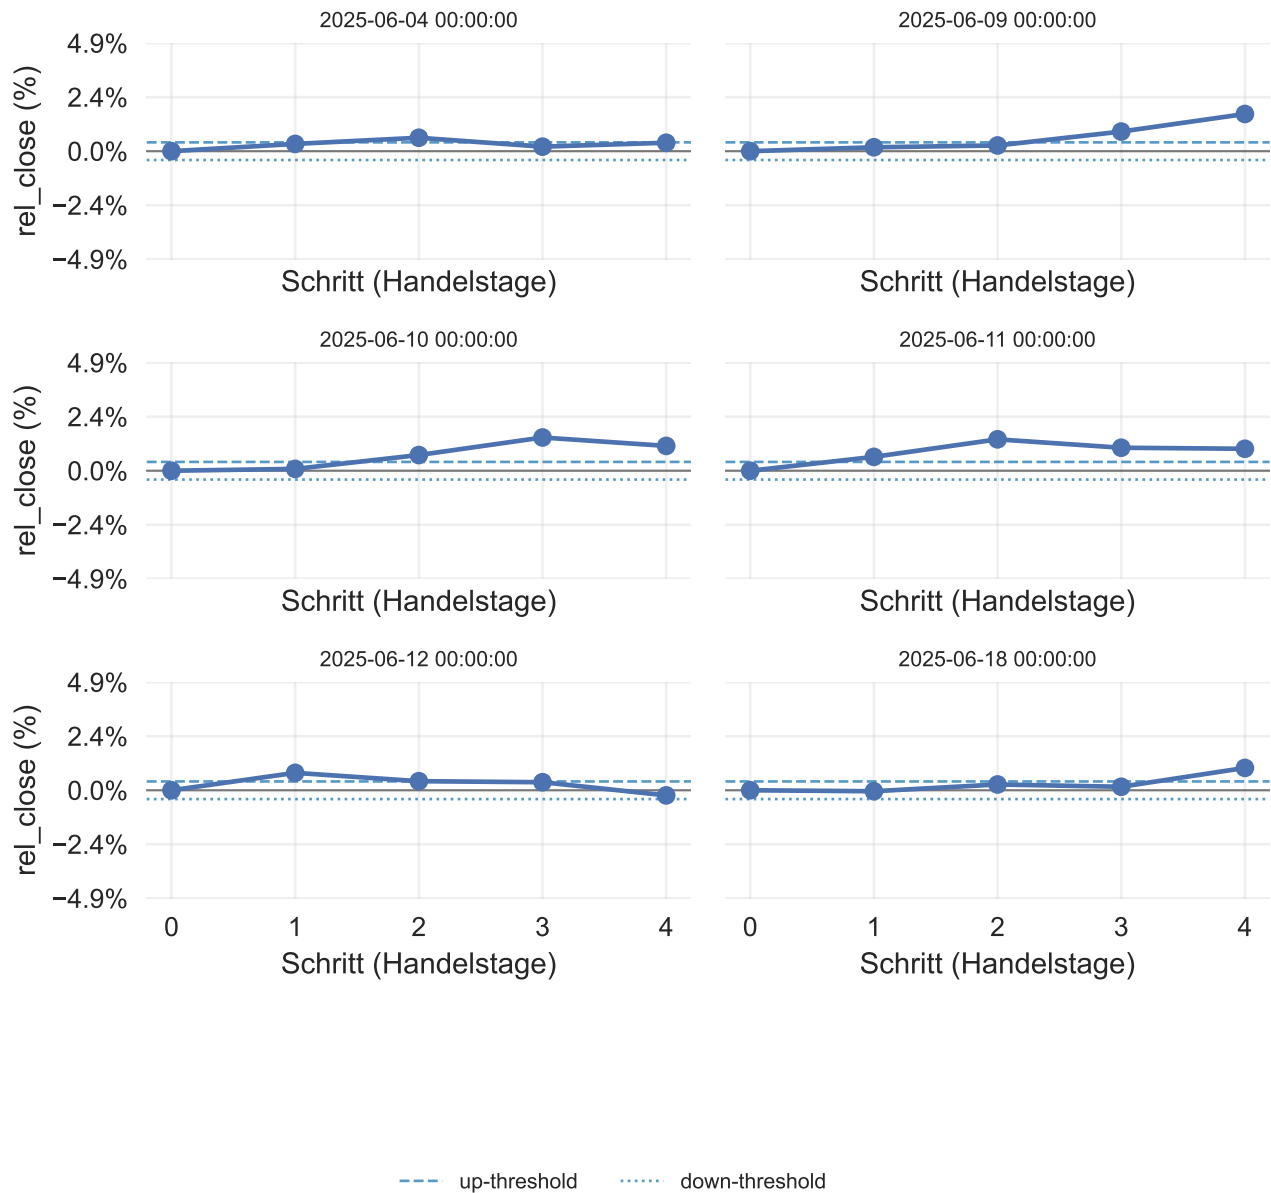 2025-06-04 00:00:00
2025-06-09 00:00:00
4.9%
2.4%
0.0%
−2.4%
−4.9%
rel_close (%)
Schritt (Handelstage)
Schritt (Handelstage)
2025-06-10 00:00:00
2025-06-11 00:00:00
4.9%
2.4%
0.0%
−2.4%
−4.9%
rel_close (%)
Schritt (Handelstage)
Schritt (Handelstage)
2025-06-12 00:00:00
2025-06-18 00:00:00
4.9%
2.4%
0.0%
−2.4%
−4.9%
rel_close (%)
0 1 2 3 4
0 1 2 3 4
Schritt (Handelstage)
Schritt (Handelstage)
up-threshold
down-threshold